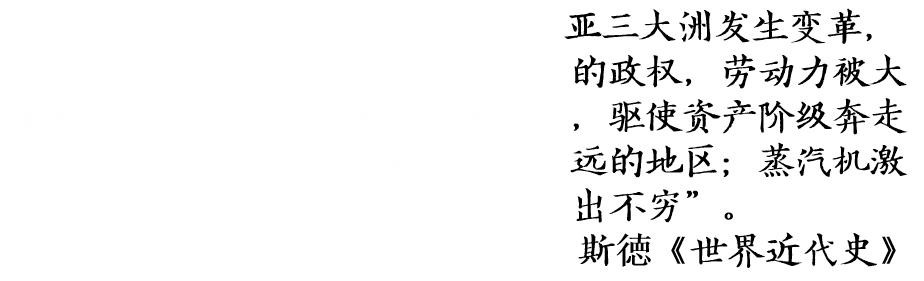 亚三大洲发生变革，
的政权，劳动力被大
，驱使资产阶级奔走
远的地区；蒸汽机激
出不穷”。
斯德《世界近代史》